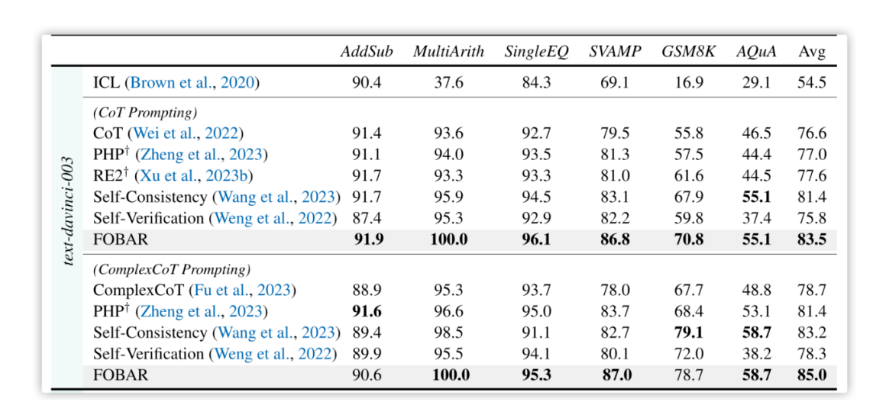 AddSub MultiArith SingleEQ SVAMP GSM8K AQuA Avg
text-davinci-003
ICL (Brown et al., 2020) 90.4 37.6 84.3 69.1 16.9 29.1 54.5
(CoT Prompting)
CoT (Wei et al., 2022) 91.4 93.6 92.7 79.5 55.8 46.5 76.6
PHP† (Zheng et al., 2023) 91.1 94.0 93.5 81.3 57.5 44.4 77.0
RE2† (Xu et al., 2023b) 91.7 93.3 93.3 81.0 61.6 44.5 77.6
Self-Consistency (Wang et al., 2023) 91.7 95.9 94.5 83.1 67.9 55.1 81.4
Self-Verification (Weng et al., 2022) 87.4 95.3 92.9 82.2 59.8 37.4 75.8
FOBAR 91.9 100.0 96.1 86.8 70.8 55.1 83.5
(ComplexCoT Prompting)
ComplexCoT (Fu et al., 2023) 88.9 95.3 93.7 78.0 67.7 48.8 78.7
PHP† (Zheng et al., 2023) 91.6 96.6 95.0 83.7 68.4 53.1 81.4
Self-Consistency (Wang et al., 2023) 89.4 98.5 91.1 82.7 79.1 58.7 83.2
Self-Verification (Weng et al., 2022) 89.9 95.5 94.1 80.1 72.0 38.2 78.3
FOBAR 90.6 100.0 95.3 87.0 78.7 58.7 85.0